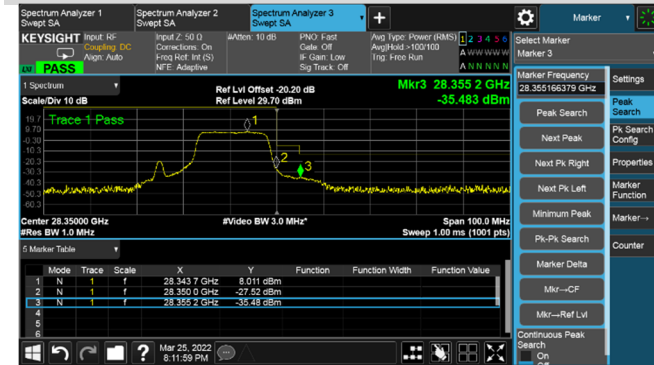 Spectrum Analyzer 1 Spectrum Analyzer 2 Spectrum Analyzer 3 + Marker
Swept SA Swept SA Swept SA
KEYSIGHT Input: RF Input Z: 50 Ω #Atten: 10 dB PNO: Fast Avg Type: Power (RMS) 1 2 3 4 5 6
Coupling: DC Corrections: On Gate: Off Avg|Hold: >100/100 A W W W W W
Align: Auto Freq Ref: Int (S) IF Gain: Low Trig: Free Run
NFE: Adaptive Sig Track: Off A N N N N N
LXI PASS
Select Marker
Marker 3
1 Spectrum
Ref Lvl Offset -20.20 dB Mkr3 28.355 2 GHz
Scale/Div 10 dB Ref Level 29.70 dBm -35.483 dBm
Trace 1 Pass
19.7
9.70
-0.30
-10.3
-20.3
-30.3
-40.3
-50.3
-60.3
1
2
3
Center 28.35000 GHz #Video BW 3.0 MHz* Span 100.0 MHz
#Res BW 1.0 MHz Sweep 1.00 ms (1001 pts)
5 Marker Table
Mode Trace Scale X Y Function Function Width Function Value
1 N 1 f 28.343 7 GHz 8.011 dBm
2 N 1 f 28.350 0 GHz -27.52 dBm
3 N 1 f 28.355 2 GHz -35.48 dBm
4
5
6
Mar 25, 2022
8:11:59 PM
?
Marker Frequency
28.355166379 GHz
Peak Search
Next Peak
Next Pk Right
Next Pk Left
Minimum Peak
Pk-Pk Search
Marker Delta
Mkr→CF
Mkr→Ref Lvl
Continuous Peak
Search
On
Off
Settings
Peak
Search
Pk Search
Config
Properties
Marker
Function
Marker→
Counter